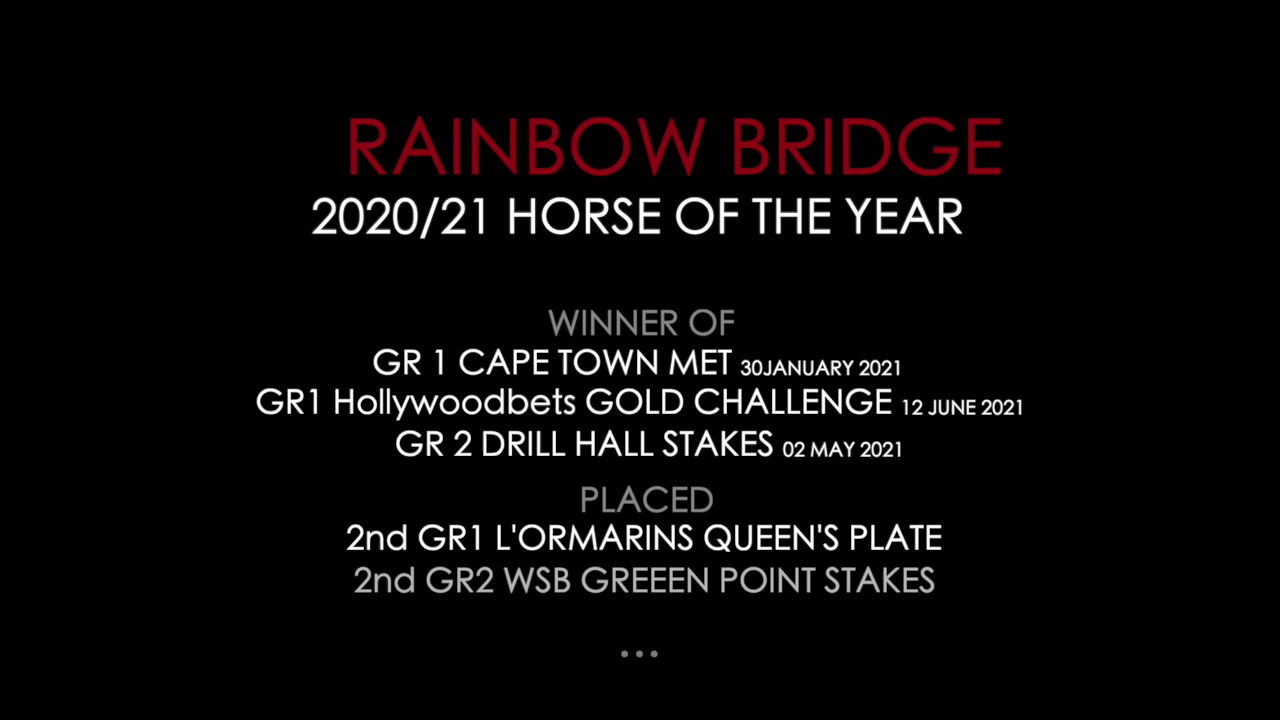 RAINBOW BRIDGE
2020/21 HORSE OF THE YEAR
WINNER OF
GR 1 CAPE TOWN MET 30JANUARY 2021
GR1 Hollywoodbets GOLD CHALLENGE 12 JUNE 2021
GR 2 DRILL HALL STAKES 02 MAY 2021
PLACED
2nd GR1 L'ORMARINS QUEEN'S PLATE
2nd GR2 WSB GREEEN POINT STAKES
...